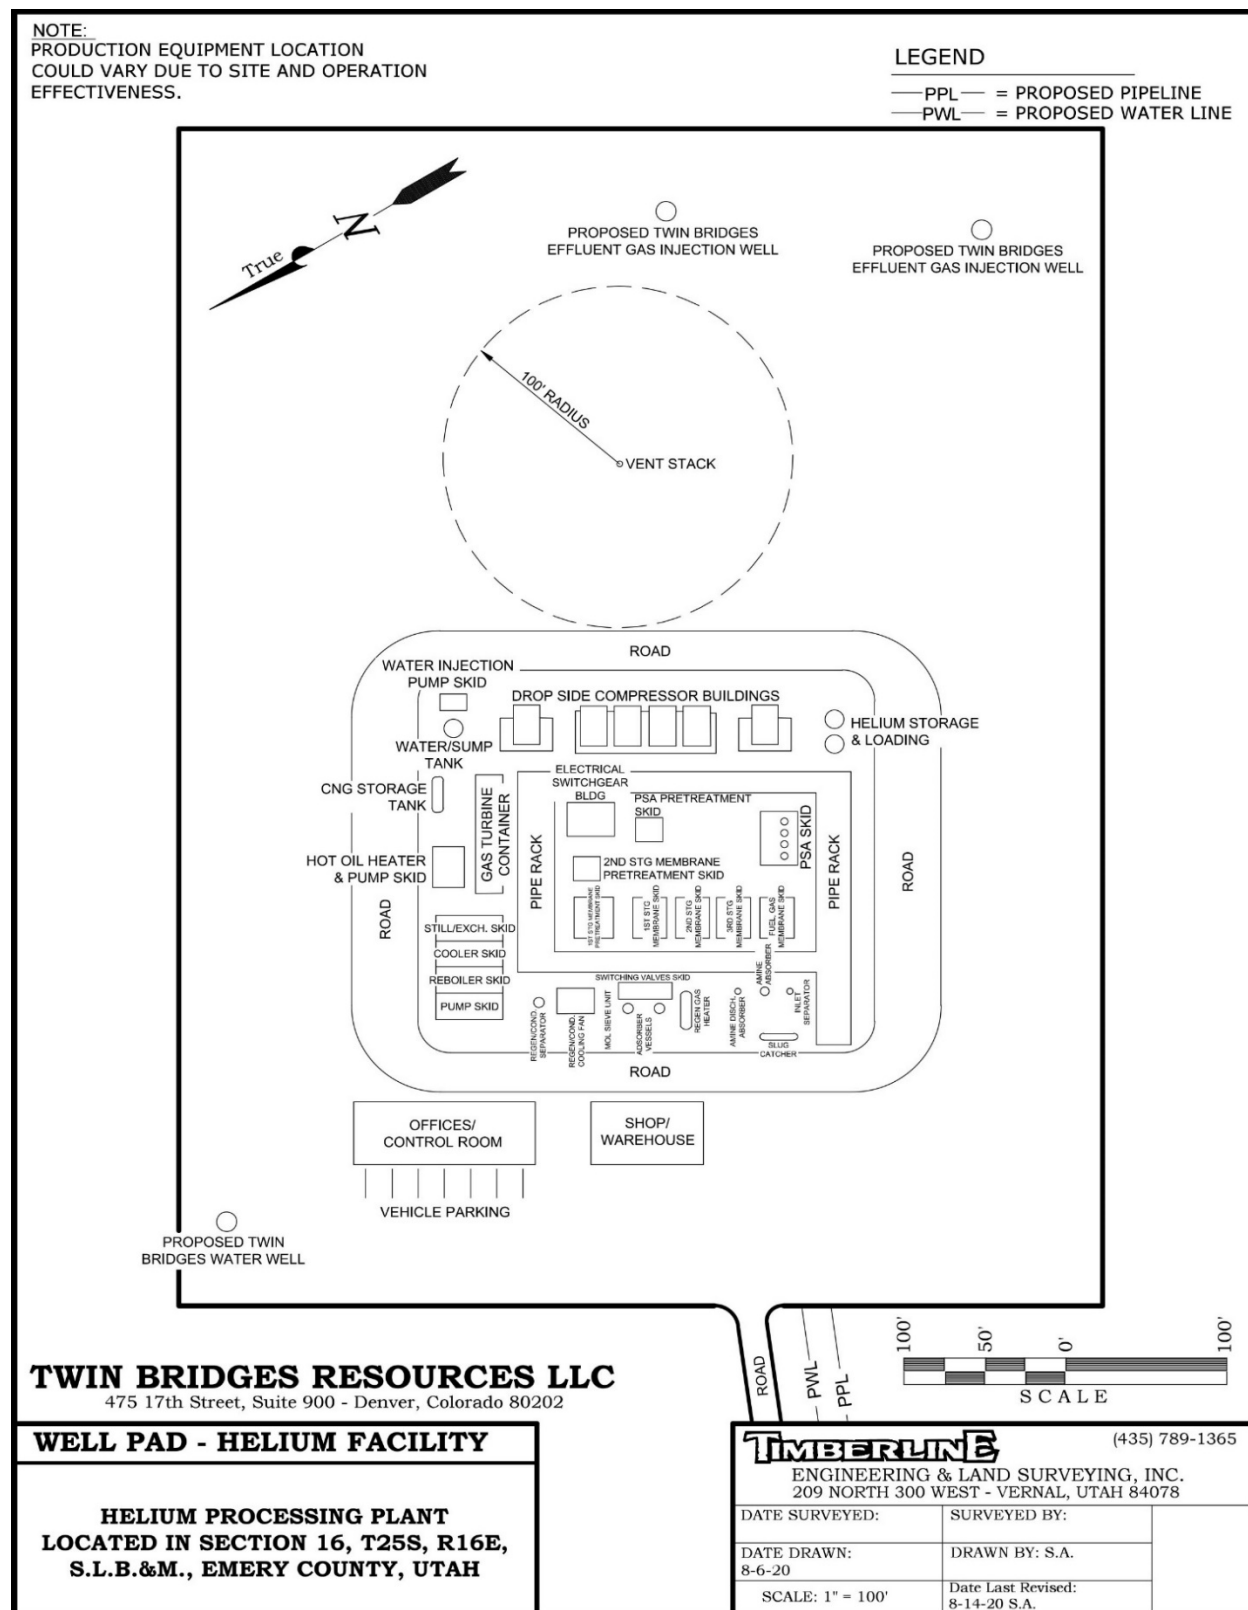 NOTE:
PRODUCTION EQUIPMENT LOCATION
COULD VARY DUE TO SITE AND OPERATION
EFFECTIVENESS.
LEGEND
PPL = PROPOSED PIPELINE
PWL = PROPOSED WATER LINE
True N
PROPOSED TWIN BRIDGES
EFFLUENT GAS INJECTION WELL
PROPOSED TWIN BRIDGES
EFFLUENT GAS INJECTION WELL
100' RADIUS
VENT STACK
ROAD
WATER INJECTION
PUMP SKID
DROP SIDE COMPRESSOR BUILDINGS
HELIUM STORAGE
& LOADING
WATER/SUMP
TANK
CNG STORAGE
TANK
GAS TURBINE
CONTAINER
ELECTRICAL
SWITCHGEAR
BLDG
PSA PRETREATMENT
SKID
PSA SKID
PIPE RACK
PIPE RACK
HOT OIL HEATER
& PUMP SKID
2ND STG MEMBRANE
PRETREATMENT SKID
ROAD
ROAD
1ST STG MEMBRANE
PRETREATMENT SKID
1ST STG
MEMBRANE SKID
2ND STG
MEMBRANE SKID
3RD STG
MEMBRANE SKID
FUEL GAS
MEMBRANE SKID
STILL/EXCH. SKID
COOLER SKID
REBOILER SKID
PUMP SKID
SWITCHING VALVES SKID
AMINE
ABSORBER
REGEN/COND.
SEPARATOR
REGEN/COND.
COOLING FAN
MOL SIEVE UNIT
ADSORBER
VESSELS
REGEN GAS
HEATER
AMINE DISCH.
ABSORBER
INLET
SEPARATOR
SLUG
CATCHER
ROAD
OFFICES/
CONTROL ROOM
SHOP/
WAREHOUSE
VEHICLE PARKING
PROPOSED TWIN
BRIDGES WATER WELL
ROAD
PWL
PPL
100' 50' 0' 100'
SCALE
TWIN BRIDGES RESOURCES LLC
475 17th Street, Suite 900 - Denver, Colorado 80202
WELL PAD - HELIUM FACILITY
HELIUM PROCESSING PLANT
LOCATED IN SECTION 16, T25S, R16E,
S.L.B.&M., EMERY COUNTY, UTAH
TIMBERLINE (435) 789-1365
ENGINEERING & LAND SURVEYING, INC.
209 NORTH 300 WEST - VERNAL, UTAH 84078
DATE SURVEYED:
SURVEYED BY:
DATE DRAWN:
8-6-20
DRAWN BY: S.A.
SCALE: 1" = 100'
Date Last Revised:
8-14-20 S.A.